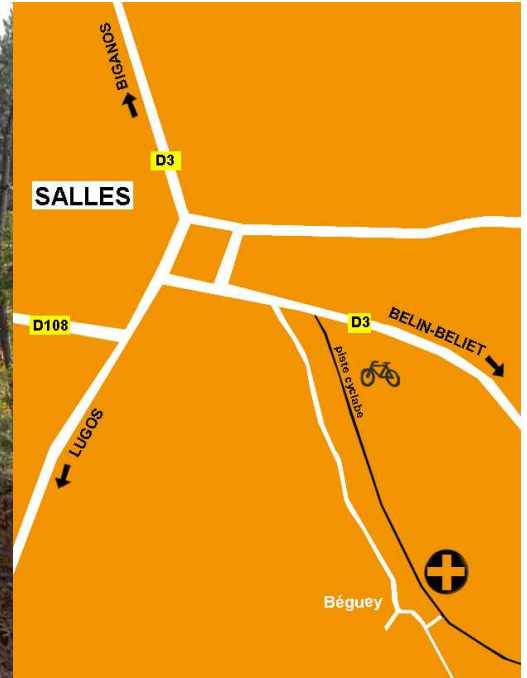 BIGANOS
D3
SALLES
D108
D3
BELIN-BELIET
piste cyclabe
LUGOS
Béguey